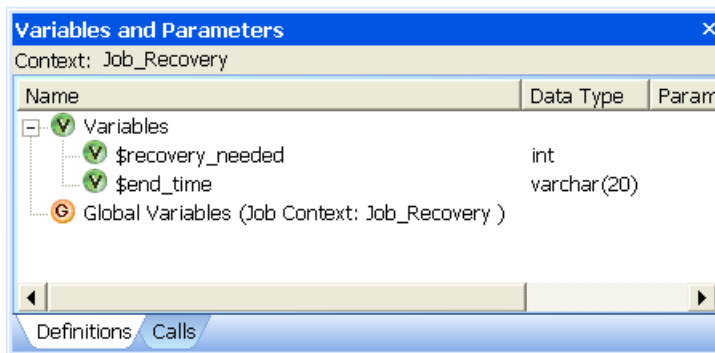 Variables and Parameters
Context: Job_Recovery
Name Data Type Param
Variables
$recovery_needed int
$end_time varchar(20)
Global Variables (Job Context: Job_Recovery )
Definitions Calls